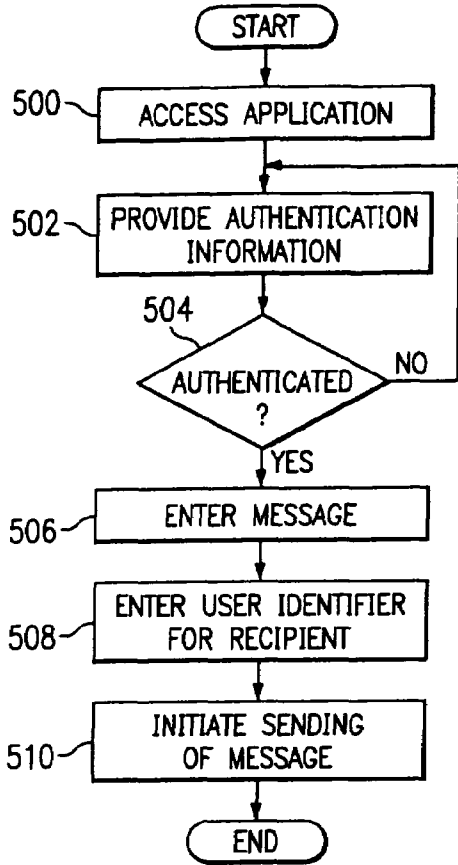 START
500
ACCESS APPLICATION
502
PROVIDE AUTHENTICATION
INFORMATION
504
AUTHENTICATED
?
NO
YES
506
ENTER MESSAGE
508
ENTER USER IDENTIFIER
FOR RECIPIENT
510
INITIATE SENDING
OF MESSAGE
END